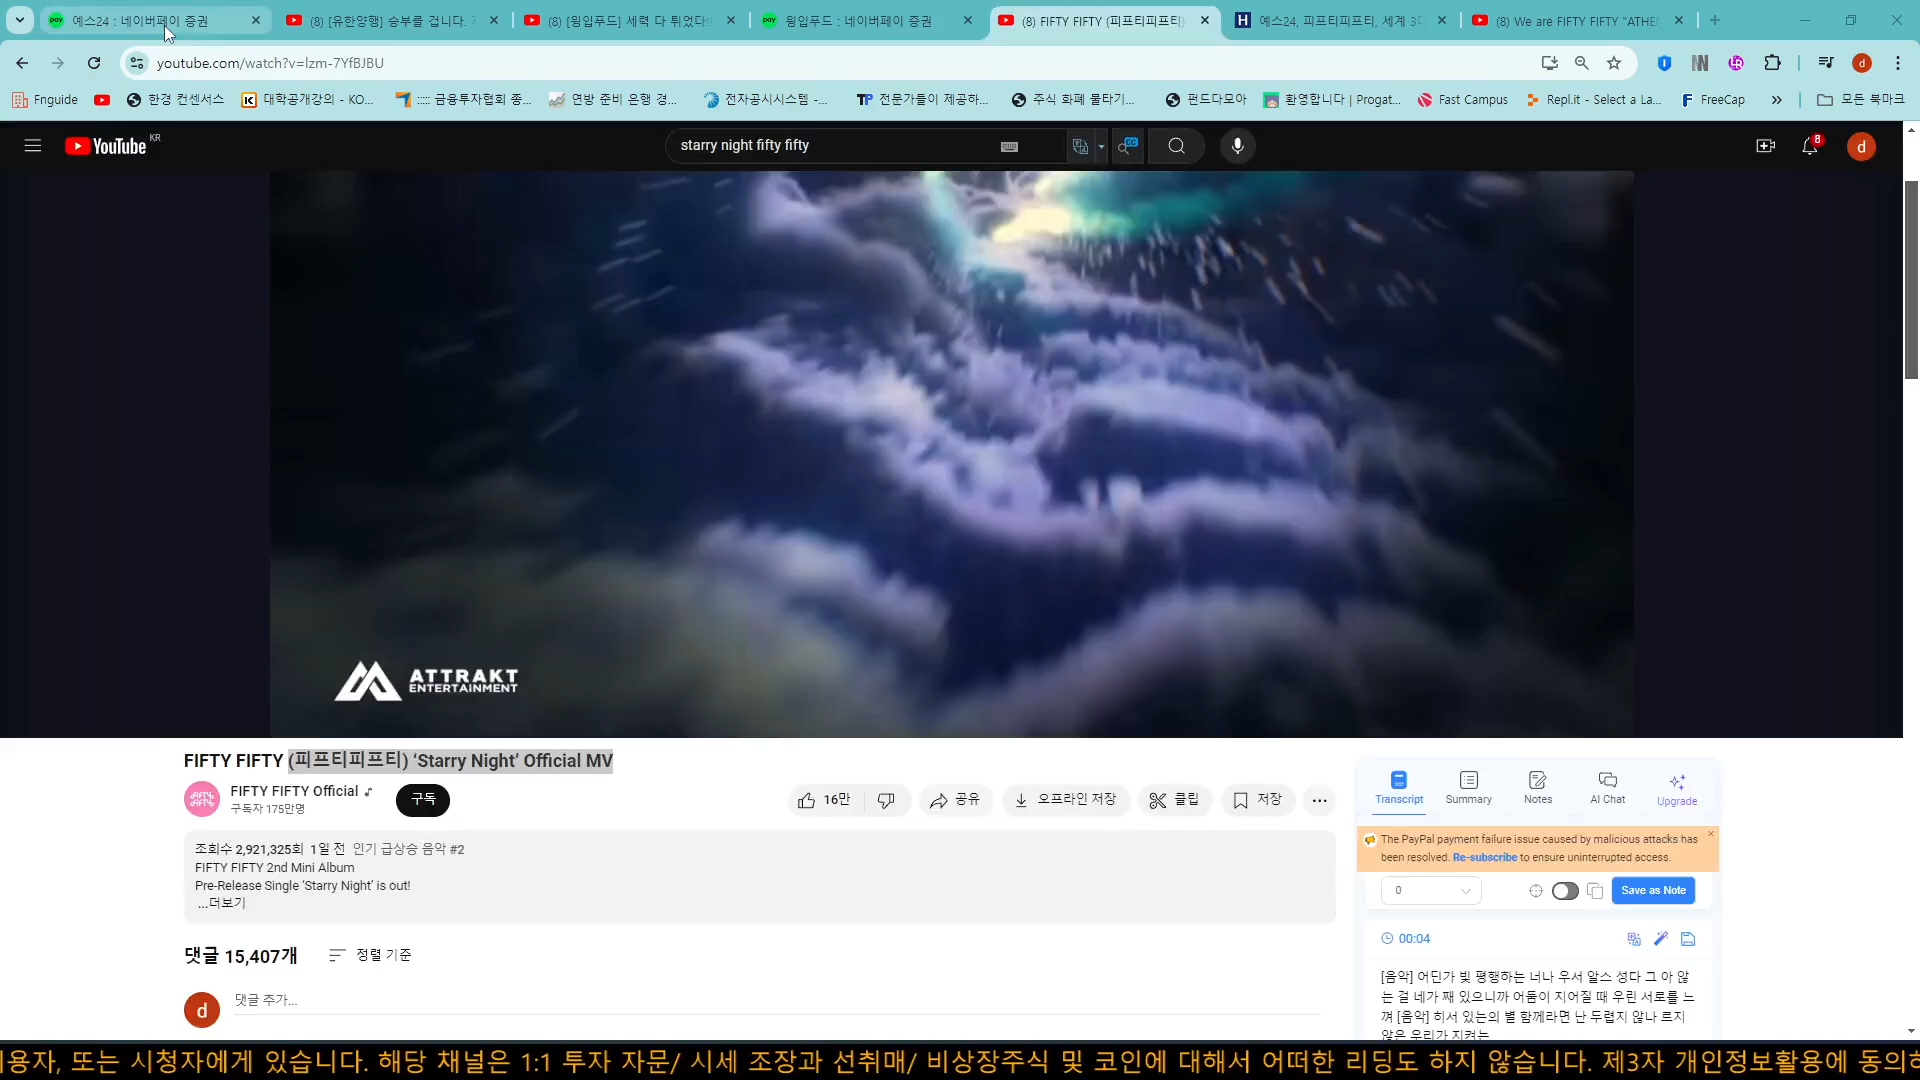 예스24 : 네이버페이 증권
(8) [유한양행] 승부를 겁니다.
(8) [윙입푸드] 세력 다 튀었다!
윙입푸드 : 네이버페이 증권
(8) FIFTY FIFTY (피프티피프티)
예스24, 피프티피프티, 세계 3대
(8) We are FIFTY FIFTY "ATHE
youtube.com/watch?v=lzm-7YfBJBU
Fnguide
한경 컨센서스
대학공개강의 - KO...
::::: 금융투자협회 종...
연방 준비 은행 경...
전자공시시스템 -...
전문가들이 제공하...
주식 화폐 물타기...
펀드다모아
환영합니다 | Progat...
Fast Campus
Repl.it - Select a La...
FreeCap
모든 북마크
YouTube KR
starry night fifty fifty
8
d
ATTRAKT
ENTERTAINMENT
FIFTY FIFTY (피프티피프티) ‘Starry Night’ Official MV
FIFTY FIFTY Official
구독자 175만명
구독
16만
공유
오프라인 저장
클립
저장
조회수 2,921,325회 1일 전 인기 급상승 음악 #2
FIFTY FIFTY 2nd Mini Album
Pre-Release Single ‘Starry Night’ is out!
...더보기
댓글 15,407개
정렬 기준
d
댓글 추가...
Transcript
Summary
Notes
AI Chat
Upgrade
The PayPal payment failure issue caused by malicious attacks has
been resolved. Re-subscribe to ensure uninterrupted access.
0
Save as Note
00:04
[음악] 어딘가 빛 평행하는 너나 우서 알스 성다 그 아 않
는 걸 네가 째 있으니까 어둠이 지어질 때 우린 서로를 느
껴 [음악] 히서 있는의 별 함께라면 난 두렵지 않나 르지
않은 우리가 지켜는
이용자, 또는 시청자에게 있습니다. 해당 채널은 1:1 투자 자문/ 시세 조장과 선취매/ 비상장주식 및 코인에 대해서 어떠한 리딩도 하지 않습니다. 제3자 개인정보활용에 동의하